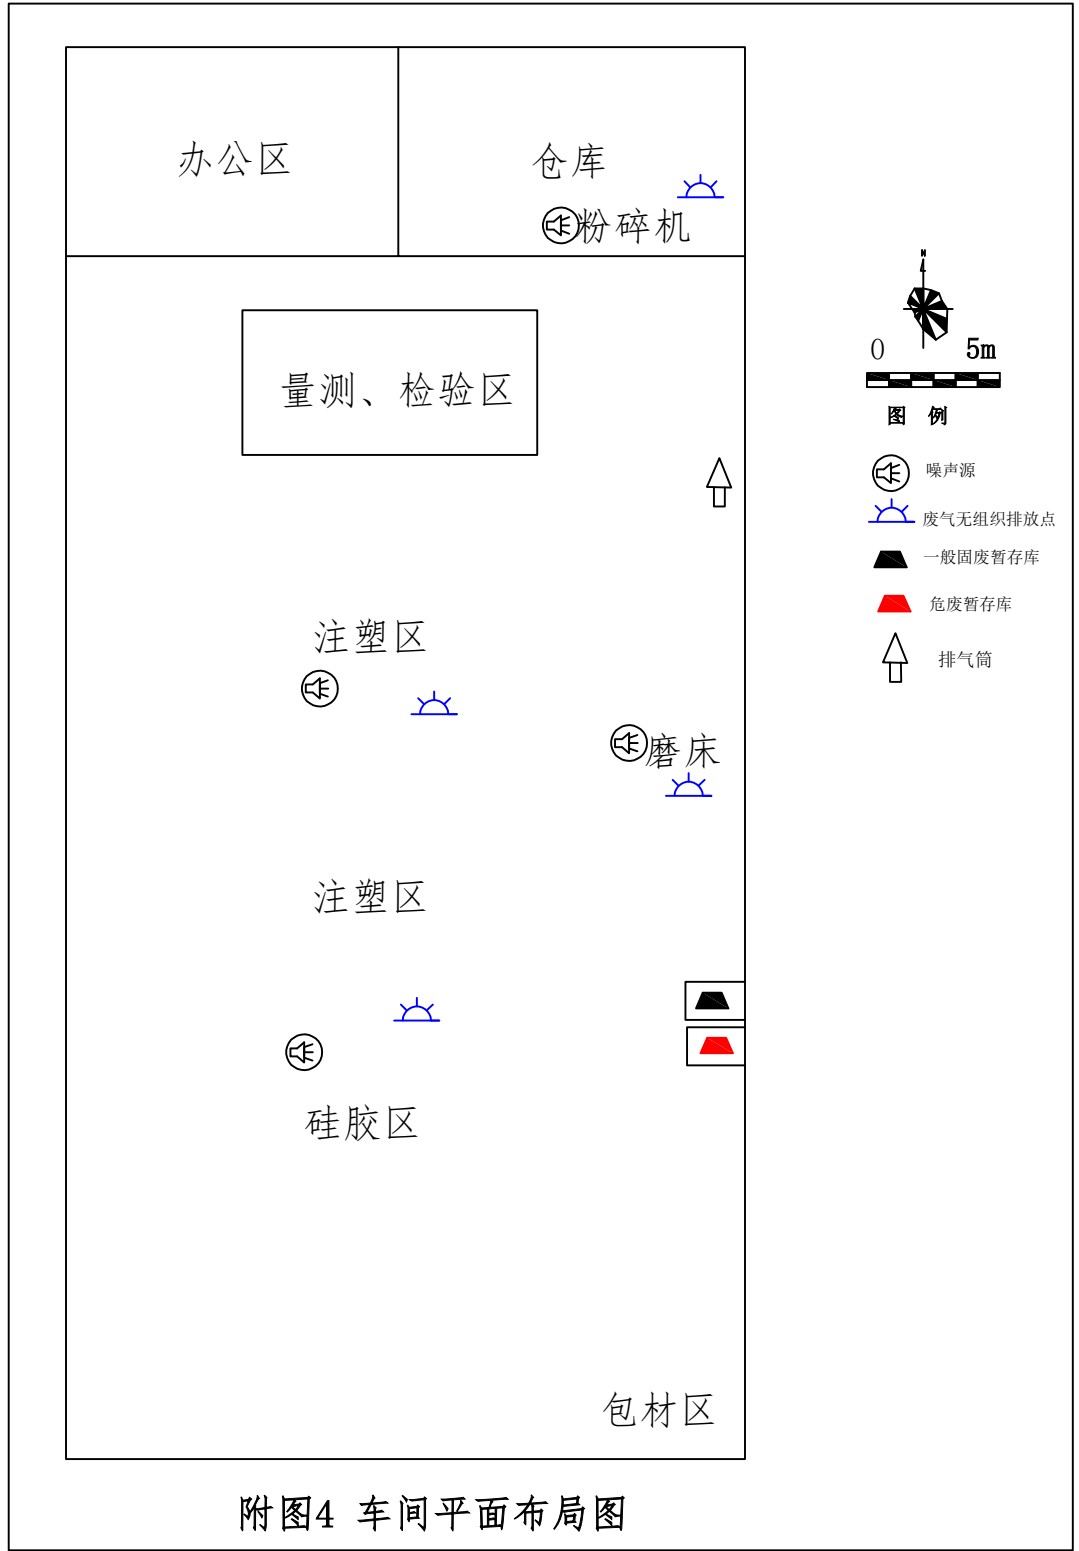 办公区
仓库
粉碎机
量测、检验区
N
0 5m
图 例
噪声源
废气无组织排放点
一般固废暂存库
危废暂存库
排气筒
注塑区
磨床
注塑区
硅胶区
包材区
附图4 车间平面布局图